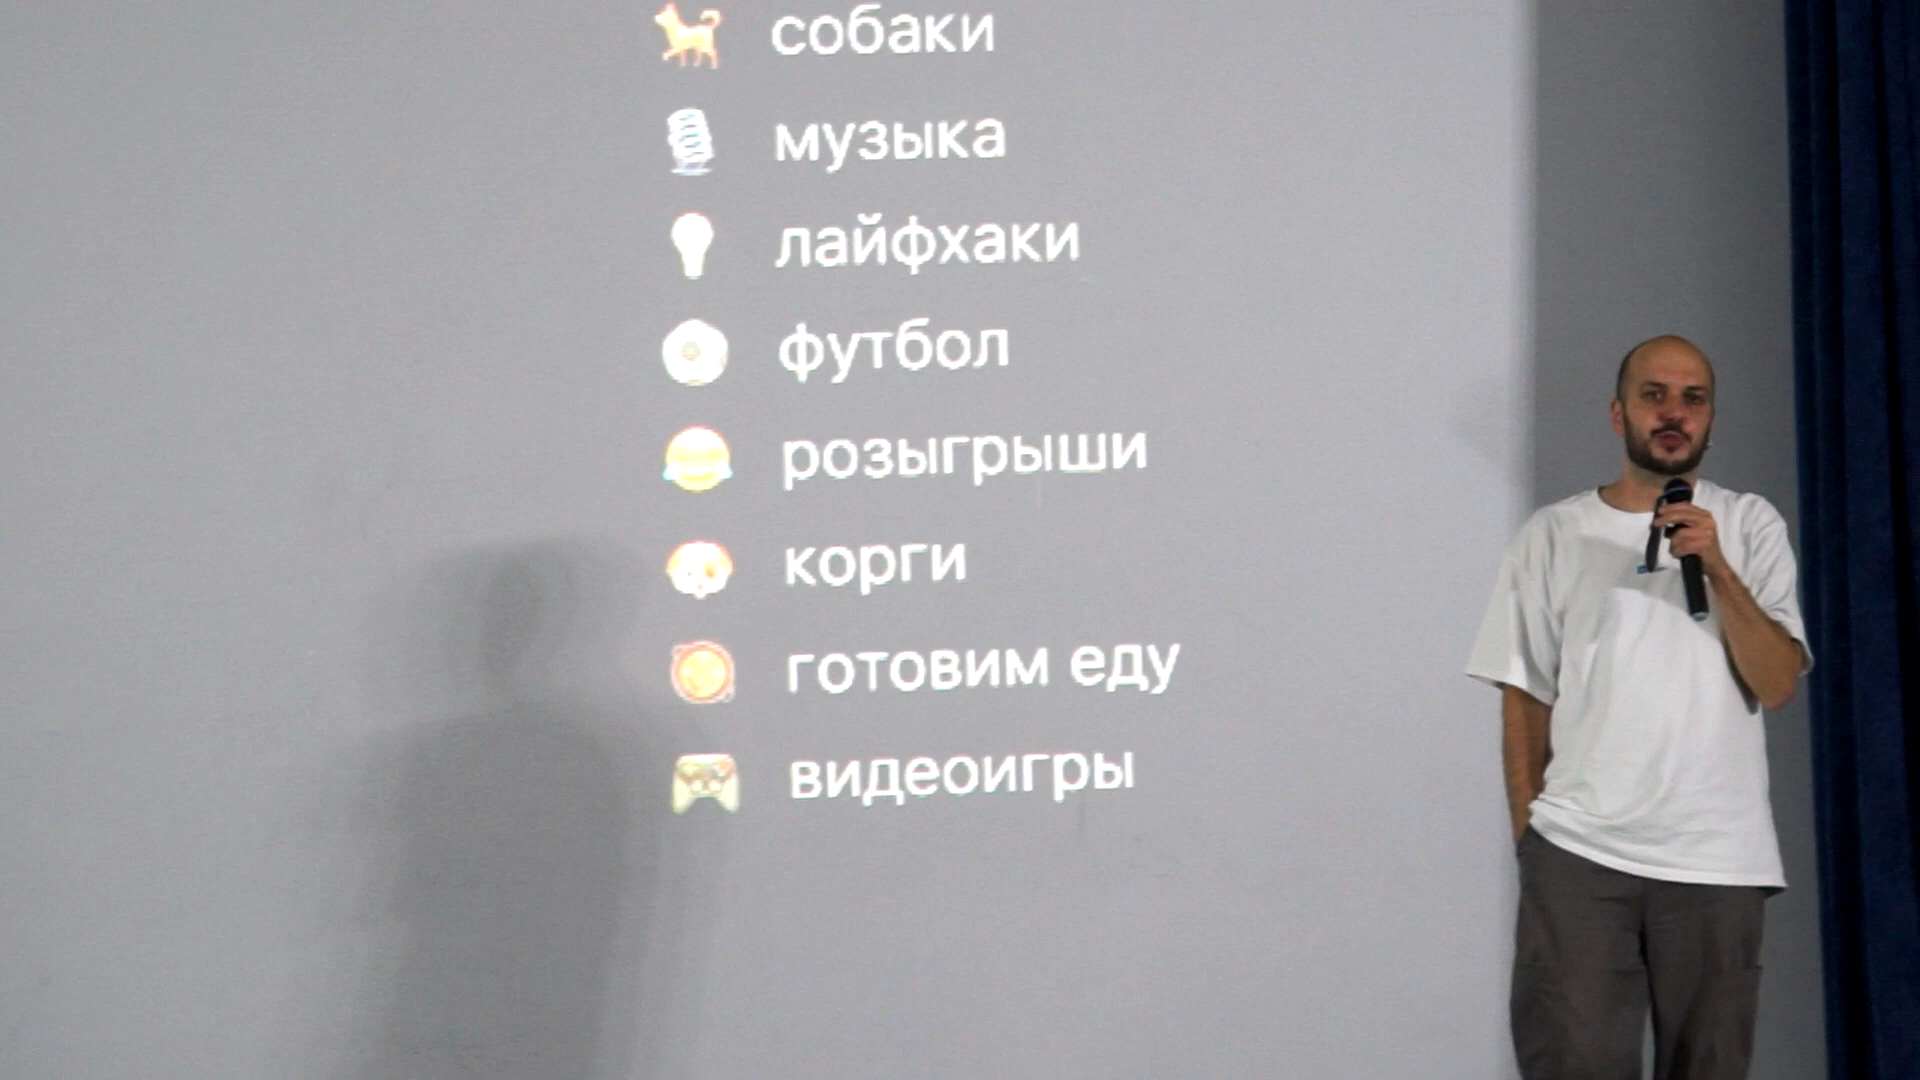 собаки
музыка
лайфхаки
футбол
розыгрыши
корги
готовим еду
видеоигры